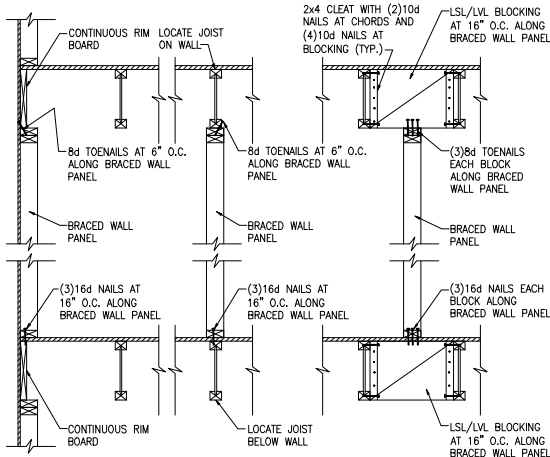 CONTINUOUS RIM
BOARD
LOCATE JOIST
ON WALL
2x4 CLEAT WITH (2)10d
NAILS AT CHORDS AND
(4)10d NAILS AT
BLOCKING (TYP.)
LSL/LVL BLOCKING
AT 16" O.C. ALONG
BRACED WALL PANEL
8d TOENAILS AT 6" O.C.
ALONG BRACED WALL
PANEL
8d TOENAILS AT 6" O.C.
ALONG BRACED WALL
PANEL
(3)8d TOENAILS
EACH BLOCK
ALONG BRACED
WALL PANEL
BRACED WALL
PANEL
BRACED WALL
PANEL
BRACED WALL
PANEL
(3)16d NAILS AT
16" O.C. ALONG
BRACED WALL PANEL
(3)16d NAILS AT
16" O.C. ALONG
BRACED WALL PANEL
(3)16d NAILS EACH
BLOCK ALONG
BRACED WALL PANEL
CONTINUOUS RIM
BOARD
LOCATE JOIST
BELOW WALL
LSL/LVL BLOCKING
AT 16" O.C. ALONG
BRACED WALL PANEL